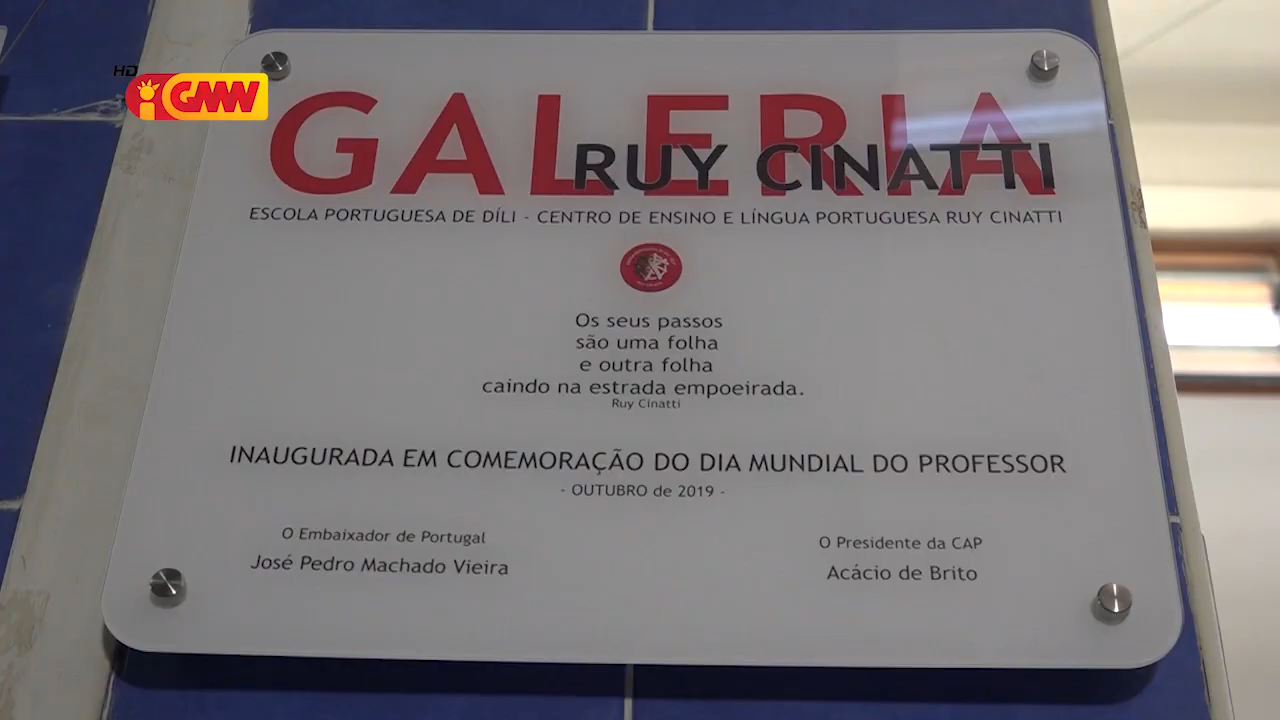 HD
GMN
GALERIA
RUY CINATTI
ESCOLA PORTUGUESA DE DÍLI - CENTRO DE ENSINO E LÍNGUA PORTUGUESA RUY CINATTI
Os seus passos
são uma folha
e outra folha
caindo na estrada empoeirada.
Ruy Cinatti
INAUGURADA EM COMEMORAÇÃO DO DIA MUNDIAL DO PROFESSOR
- OUTUBRO de 2019 -
O Embaixador de Portugal
José Pedro Machado Vieira
O Presidente da CAP
Acácio de Brito